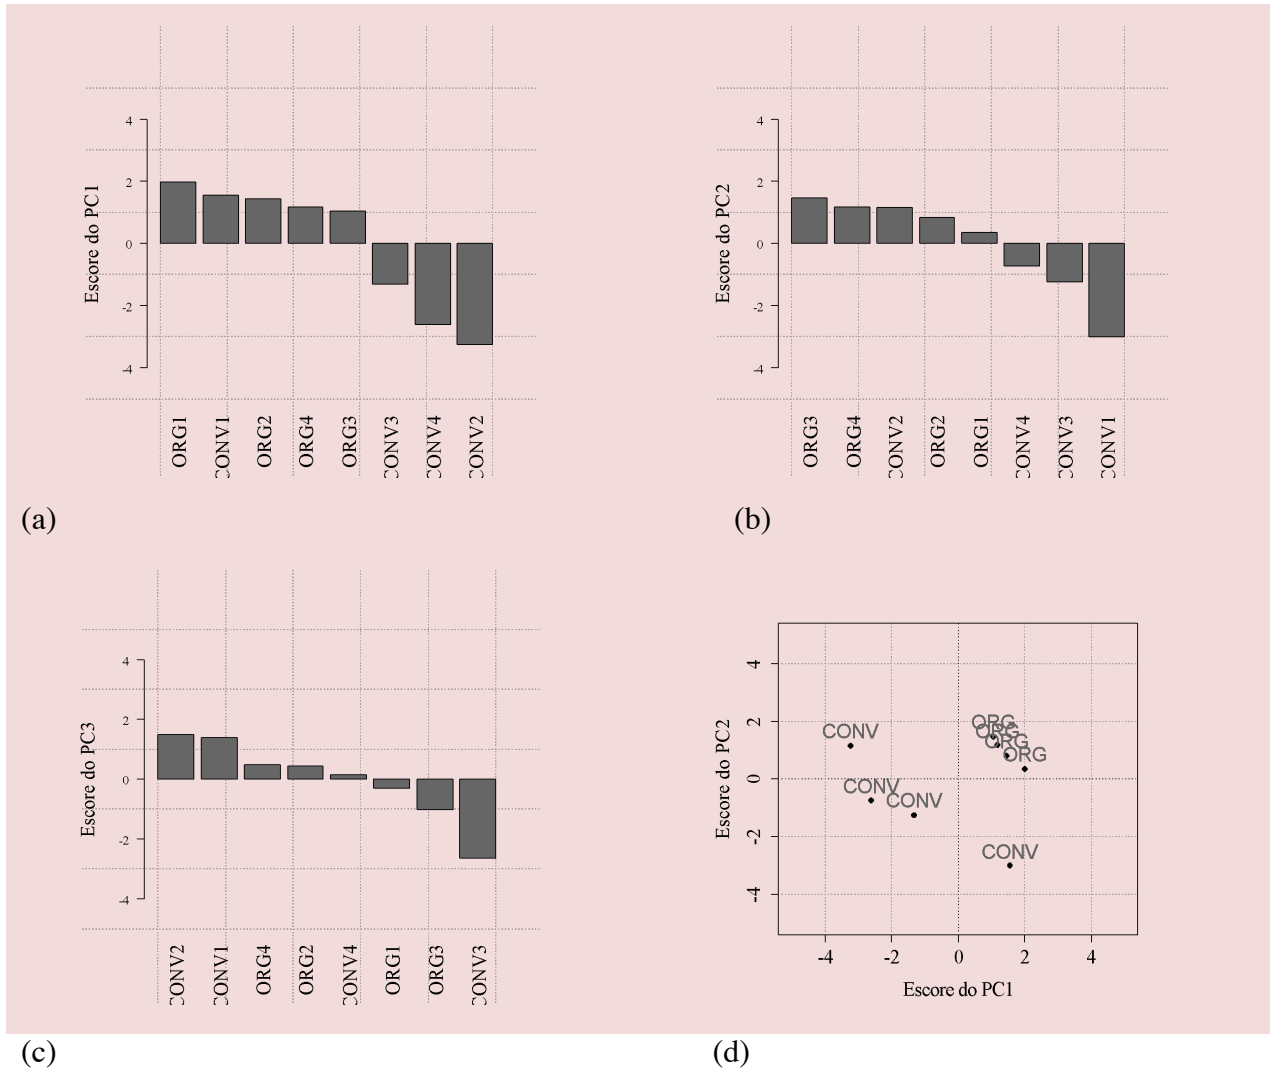 Escore do PC1
4
2
0
-2
-4
ORG1
CONV1
ORG2
ORG4
ORG3
CONV3
CONV4
CONV2
(a)
Escore do PC2
4
2
0
-2
-4
ORG3
ORG4
CONV2
ORG2
ORG1
CONV4
CONV3
CONV1
(b)
Escore do PC3
4
2
0
-2
-4
CONV2
CONV1
ORG4
ORG2
CONV4
ORG1
ORG3
CONV3
(c)
Escore do PC2
4
2
0
-2
-4
ORG
ORG
ORG
ORG
CONV
CONV
CONV
CONV
-4 -2 0 2 4
Escore do PC1
(d)